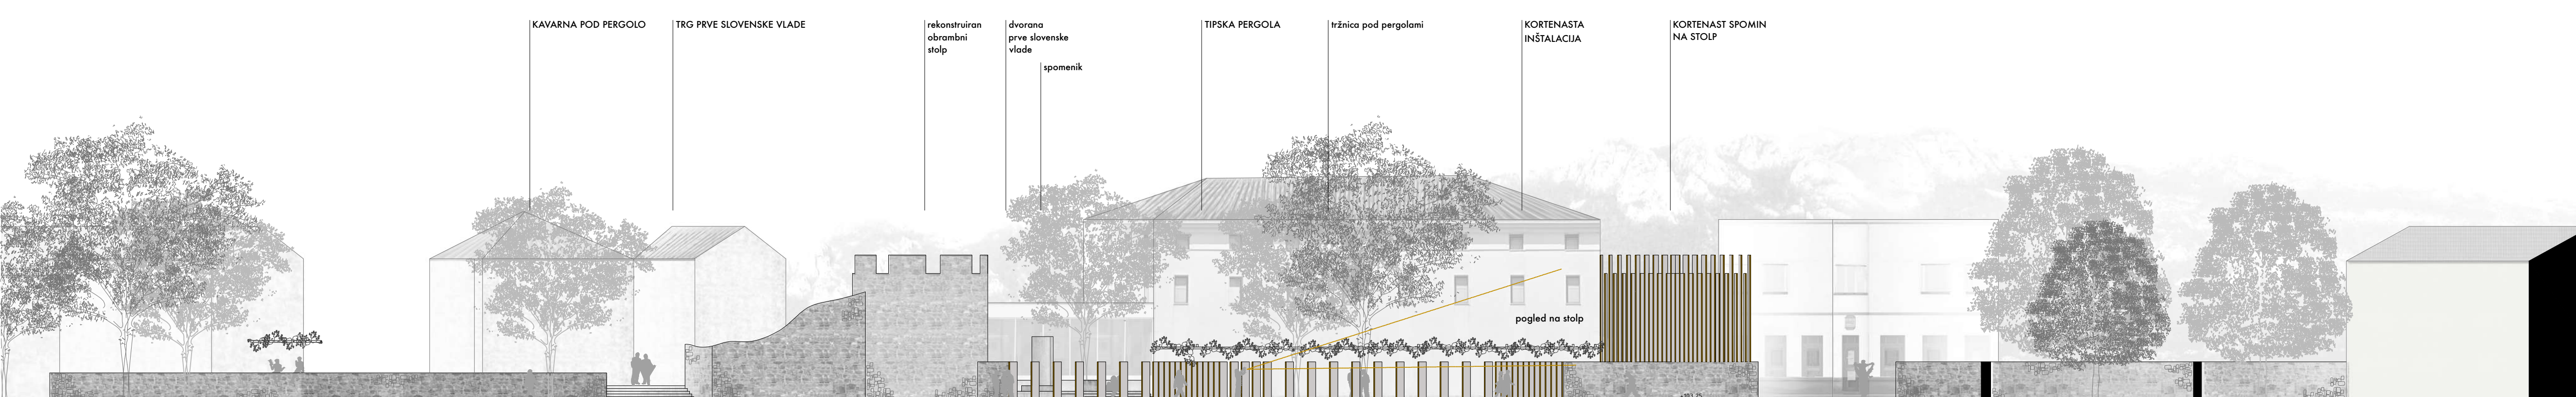 KAVARNA POD PERGOLO
TRG PRVE SLOVENSKE VLADE
rekonstruiran
obrambni
stolp
dvorana
prve slovenske
vlade
spomenik
TIPSKA PERGOLA
tržnica pod pergolami
KORTENASTA
INŠTALACIJA
KORTENAST SPOMIN
NA STOLP
pogled na stolp